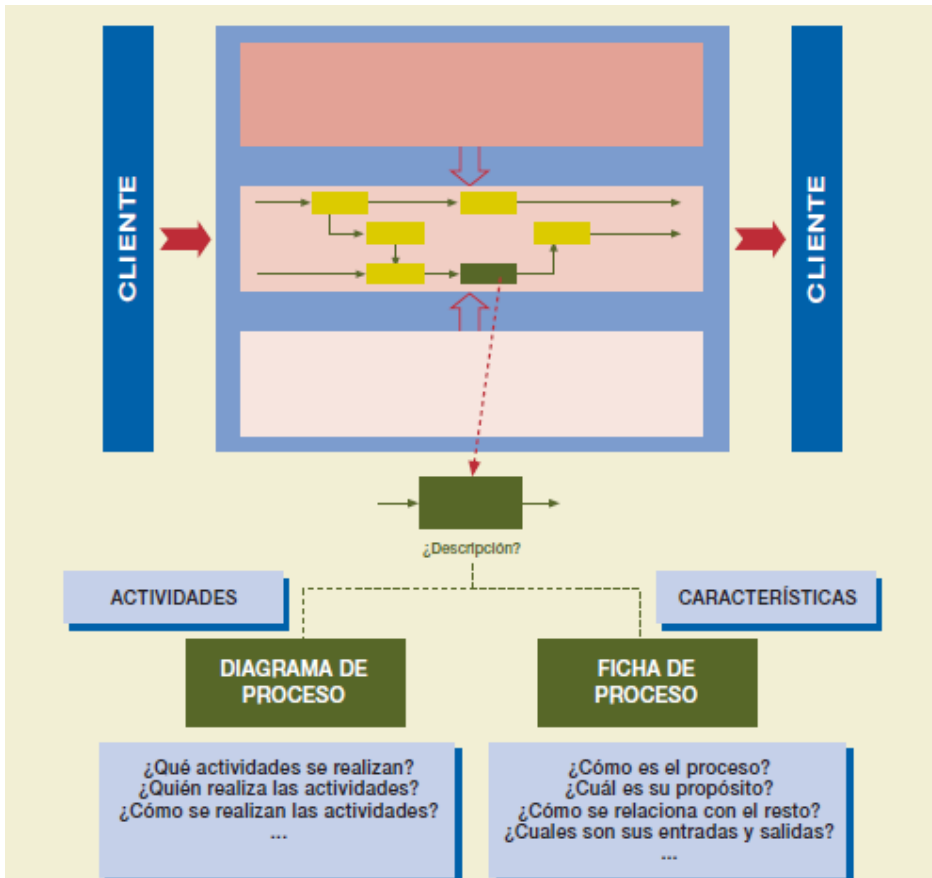 CLIENTE
CLIENTE
¿Descripción?
ACTIVIDADES
CARACTERÍSTICAS
DIAGRAMA DE
PROCESO
FICHA DE
PROCESO
¿Qué actividades se realizan?
¿Quién realiza las actividades?
¿Cómo se realizan las actividades?
...
¿Cómo es el proceso?
¿Cuál es su propósito?
¿Cómo se relaciona con el resto?
¿Cuales son sus entradas y salidas?
...